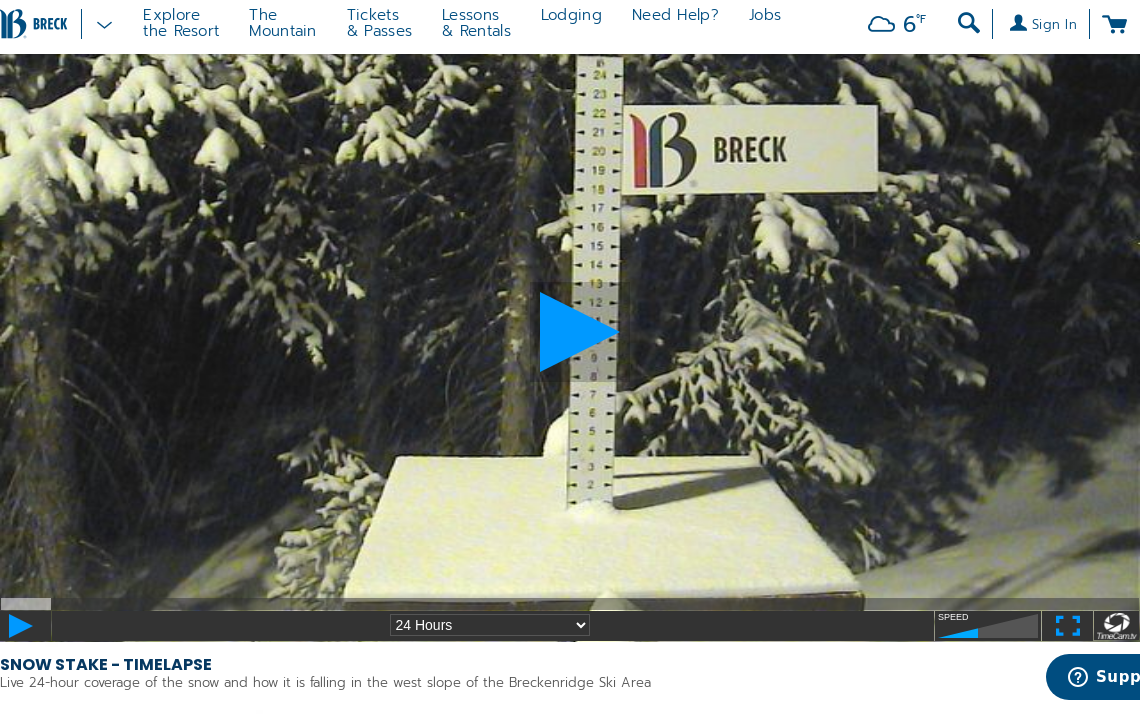 BRECK
Explore
the Resort
The
Mountain
Tickets
& Passes
Lessons
& Rentals
Lodging
Need Help?
Jobs
6°F
Sign In
24
23
22
21
20
19
18
17
16
15
14
13
12
9
8
7
6
5
4
3
2
BRECK
24 Hours
SPEED
TimeCam.tv
SNOW STAKE - TIMELAPSE
Live 24-hour coverage of the snow and how it is falling in the west slope of the Breckenridge Ski Area